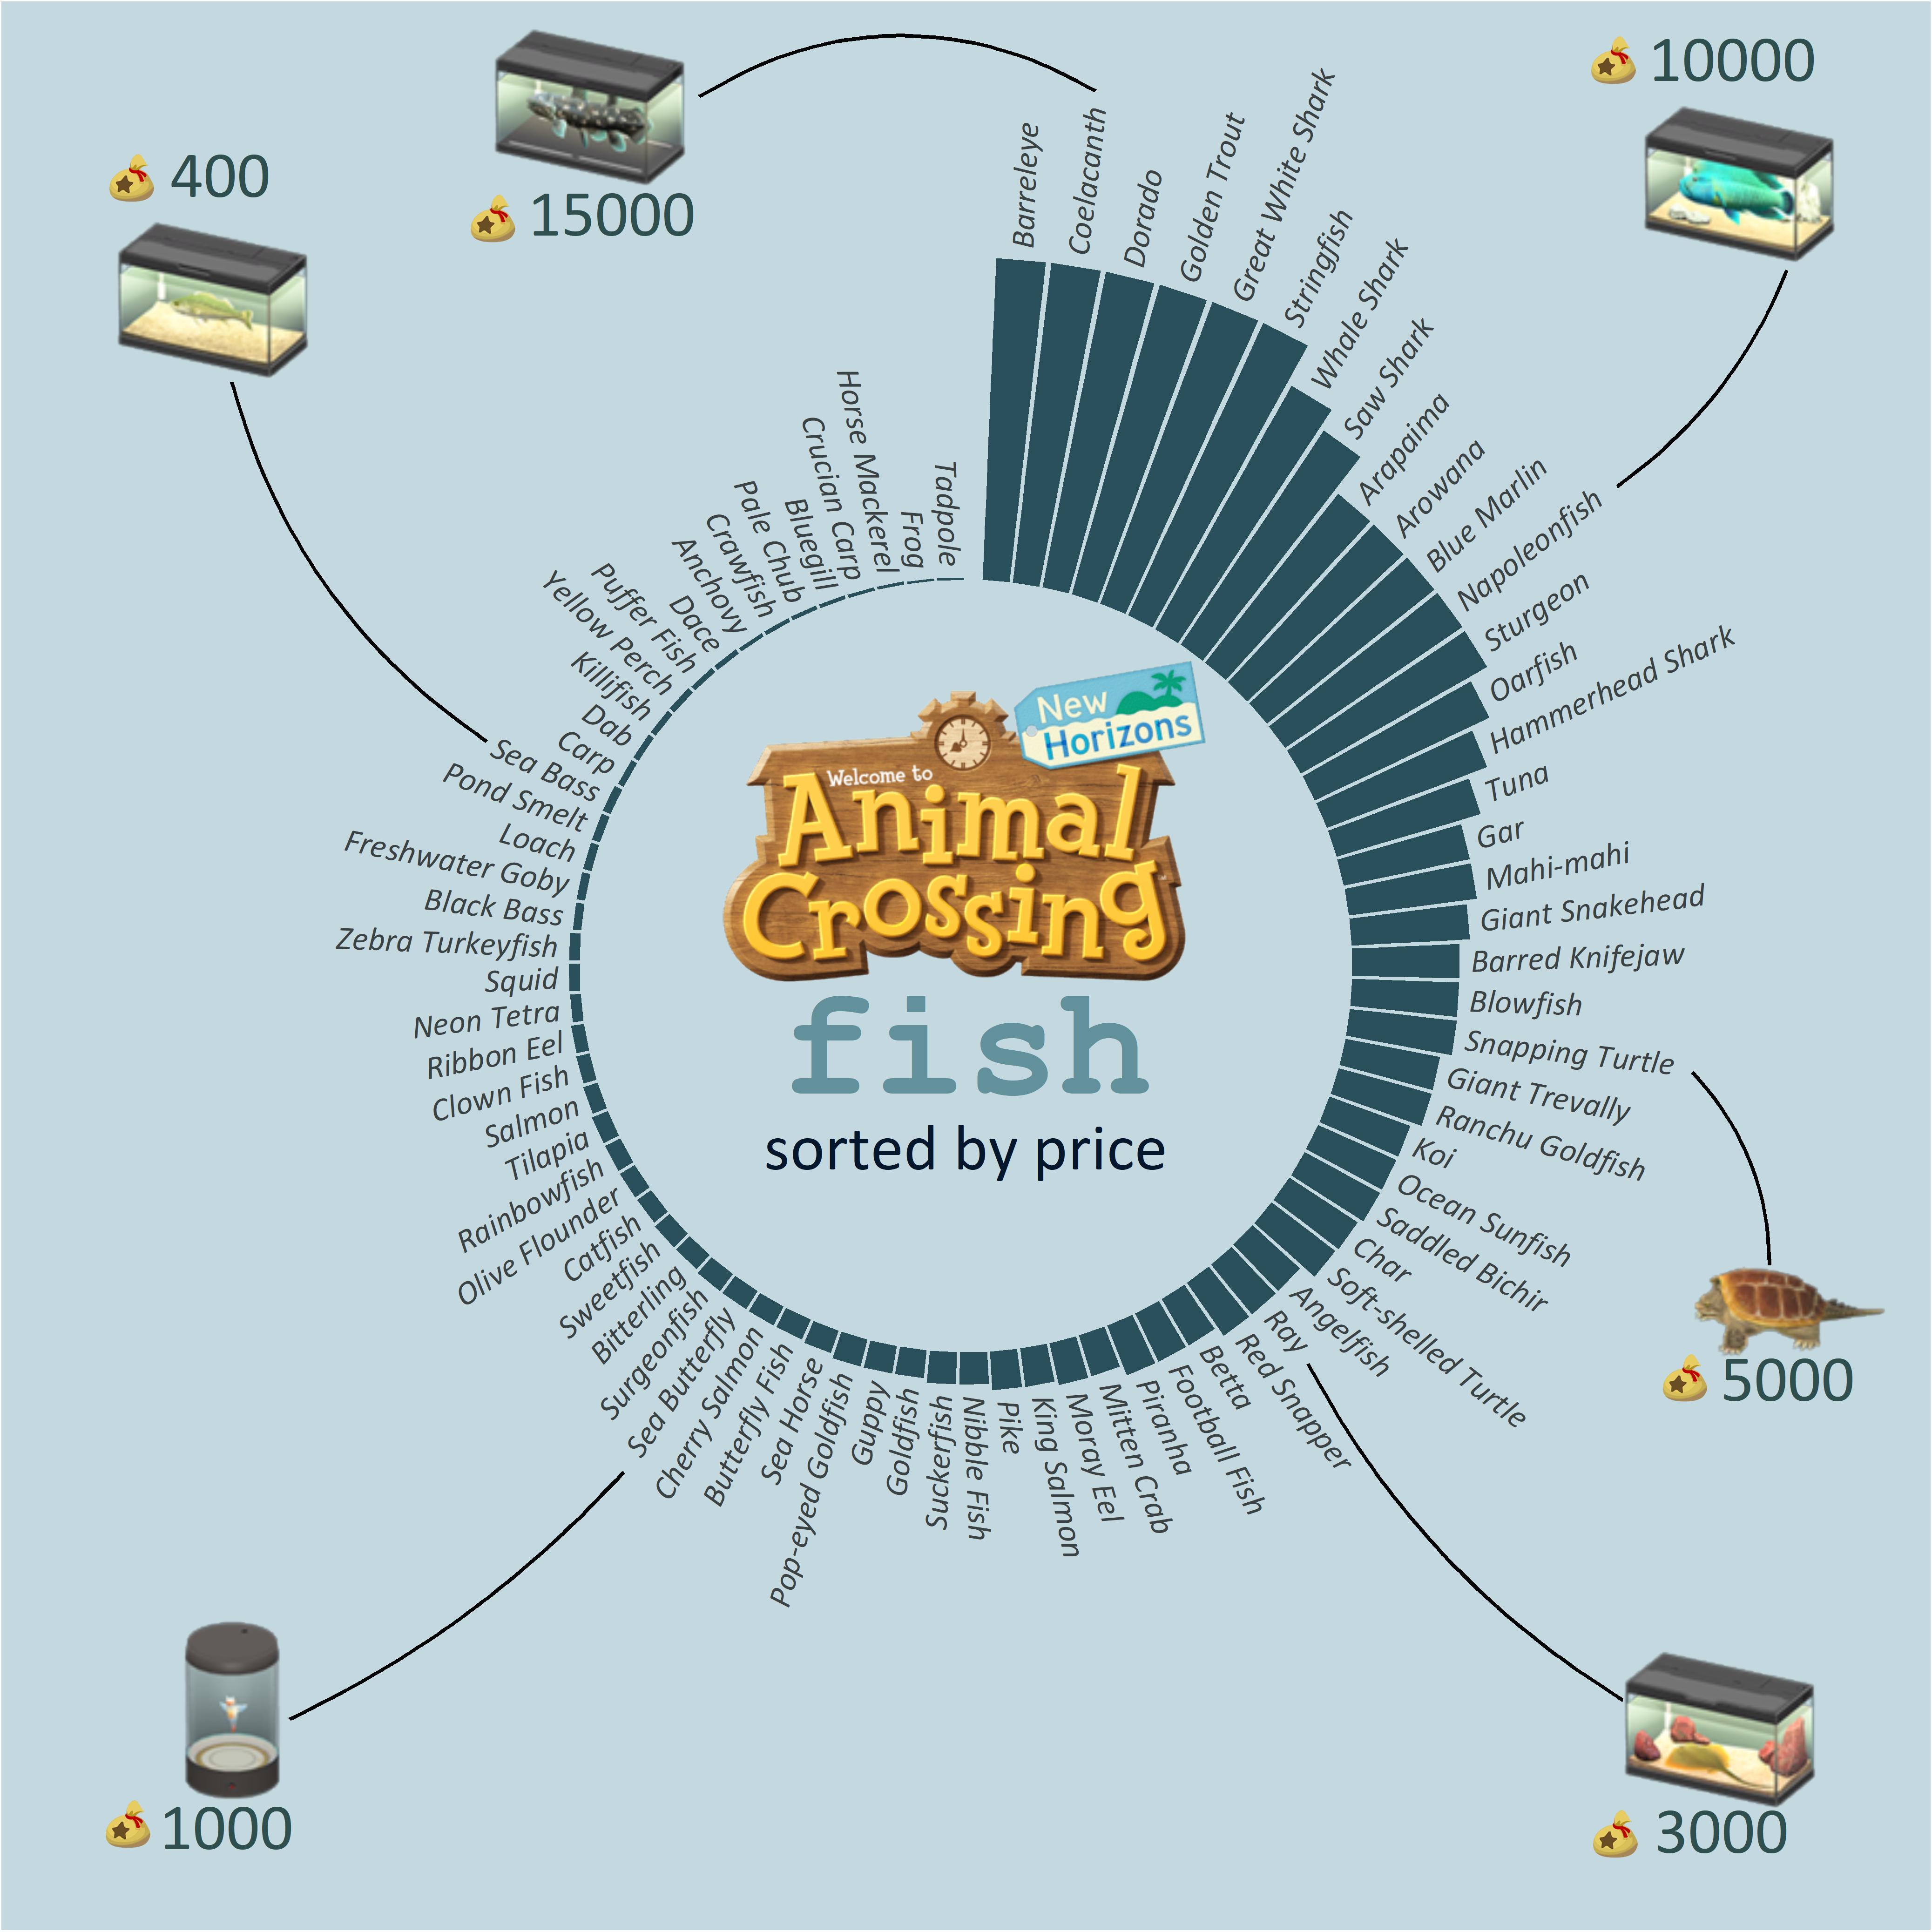 400
15000
10000
Barreleye
Coelacanth
Dorado
Golden Trout
Great White Shark
Stringfish
Whale Shark
Saw Shark
Arapaima
Arowana
Blue Marlin
Napoleonfish
Sturgeon
Oarfish
Hammerhead Shark
Tuna
Gar
Mahi-mahi
Giant Snakehead
Barred Knifejaw
Blowfish
Snapping Turtle
Giant Trevally
Ranchu Goldfish
Koi
Ocean Sunfish
Saddled Bichir
Char
Soft-shelled Turtle
Angelfish
Ray
Red Snapper
Betta
Football Fish
Piranha
Mitten Crab
Moray Eel
King Salmon
Pike
Nibble Fish
Suckerfish
Goldfish
Guppy
Pop-eyed Goldfish
Sea Horse
Butterfly Fish
Cherry Salmon
Sea Butterfly
Surgeonfish
Bitterling
Sweetfish
Catfish
Olive Flounder
Rainbowfish
Tilapia
Salmon
Clown Fish
Ribbon Eel
Neon Tetra
Squid
Zebra Turkeyfish
Black Bass
Freshwater Goby
Loach
Pond Smelt
Sea Bass
Carp
Dab
Killifish
Yellow Perch
Puffer Fish
Dace
Anchovy
Crawfish
Pale Chub
Bluegill
Crucian Carp
Horse Mackerel
Frog
Tadpole
New
Horizons
Welcome to
Animal
Crossing
fish
sorted by price
5000
1000
3000